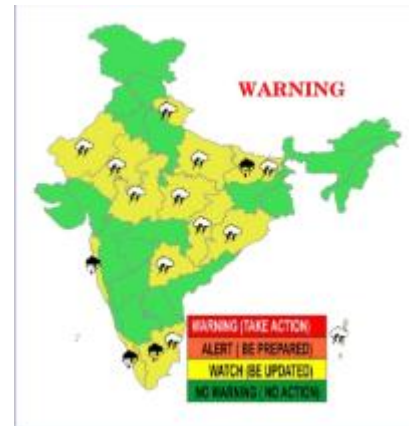 WARNING
WARNING (TAKE ACTION)
ALERT ( BE PREPARED)
WATCH (BE UPDATED)
NO WARNING ( NO ACTION)